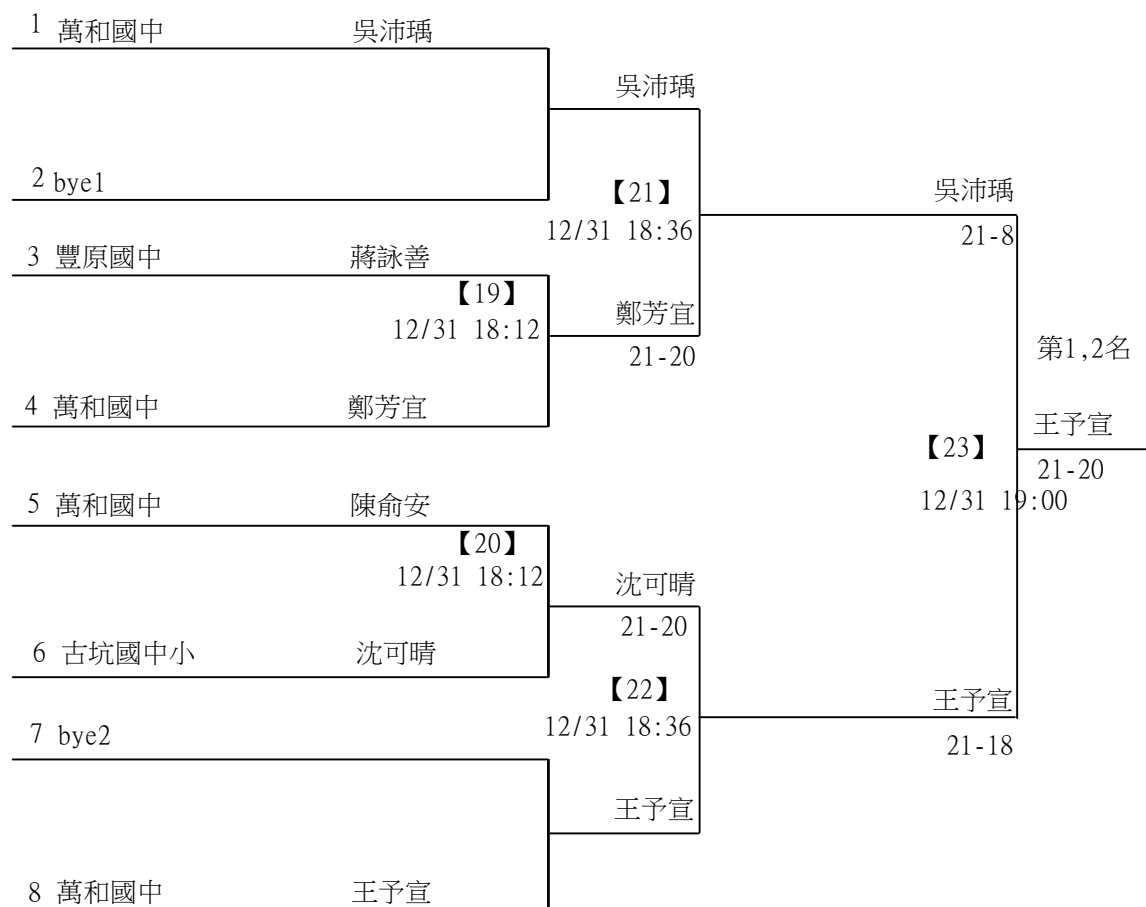 1 萬和國中 吳沛瑀
吳沛瑀
2 bye1
【21】
吳沛瑀
12/31 18:36
21-8
3 豐原國中 蔣詠善
【19】
12/31 18:12
鄭芳宜
21-20
第1,2名
4 萬和國中 鄭芳宜
王予宣
【23】
21-20
12/31 19:00
5 萬和國中 陳俞安
【20】
12/31 18:12
沈可晴
21-20
6 古坑國中小 沈可晴
【22】
王予宣
12/31 18:36
21-18
7 bye2
王予宣
8 萬和國中 王予宣